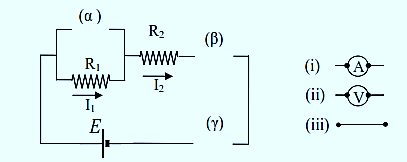 (α)
R₁
I₁
R₂
I₂
(β)
E
(γ)
(i) A
(ii) V
(iii)